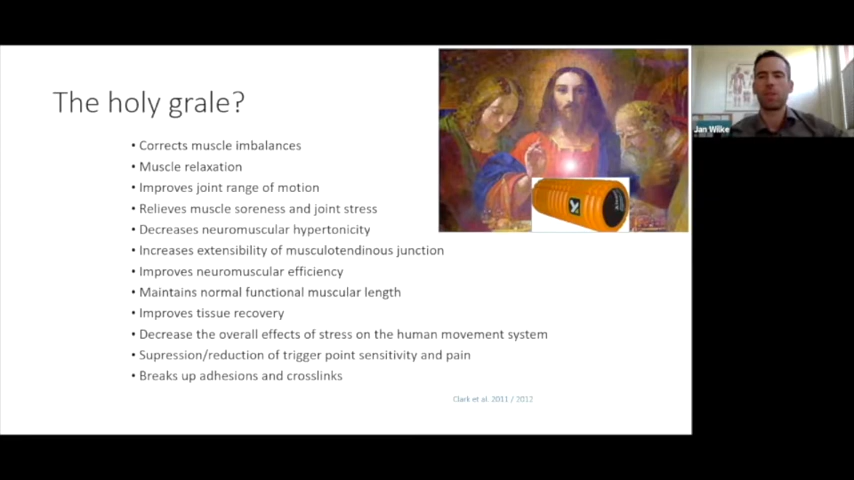 The holy grale?
• Corrects muscle imbalances
• Muscle relaxation
• Improves joint range of motion
• Relieves muscle soreness and joint stress
• Decreases neuromuscular hypertonicity
• Increases extensibility of musculotendinous junction
• Improves neuromuscular efficiency
• Maintains normal functional muscular length
• Improves tissue recovery
• Decrease the overall effects of stress on the human movement system
• Supression/reduction of trigger point sensitivity and pain
• Breaks up adhesions and crosslinks
Clark et al. 2011 / 2012
Jan Wilke